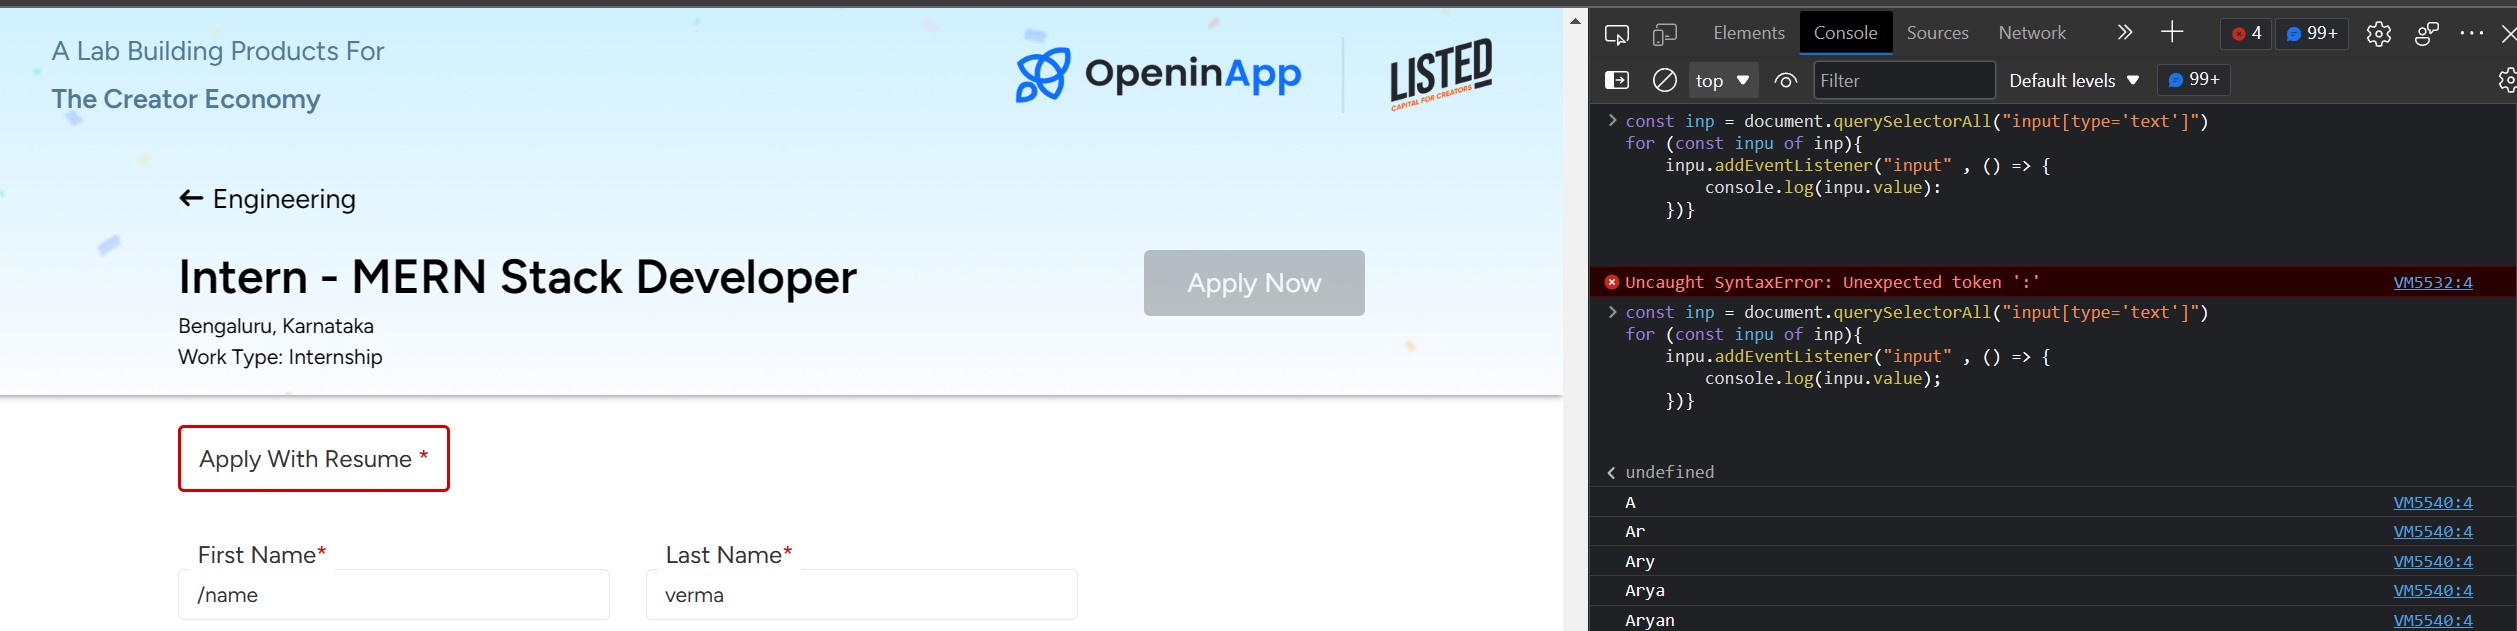 A Lab Building Products For
The Creator Economy
OpeninApp
LISTED
CAPITAL FOR CREATORS
← Engineering
Intern - MERN Stack Developer
Apply Now
Bengaluru, Karnataka
Work Type: Internship
Apply With Resume *
First Name*
Last Name*
/name
verma
Elements Console Sources Network » + 4 99+ ···
top ▼ Filter Default levels ▼ 99+
> const inp = document.querySelectorAll("input[type='text']")
for (const inpu of inp){
    inpu.addEventListener("input" , () => {
        console.log(inpu.value):
    })}
Uncaught SyntaxError: Unexpected token ':' VM5532:4
> const inp = document.querySelectorAll("input[type='text']")
for (const inpu of inp){
    inpu.addEventListener("input" , () => {
        console.log(inpu.value);
    })}
< undefined
A VM5540:4
Ar VM5540:4
Ary VM5540:4
Arya VM5540:4
Aryan VM5540:4